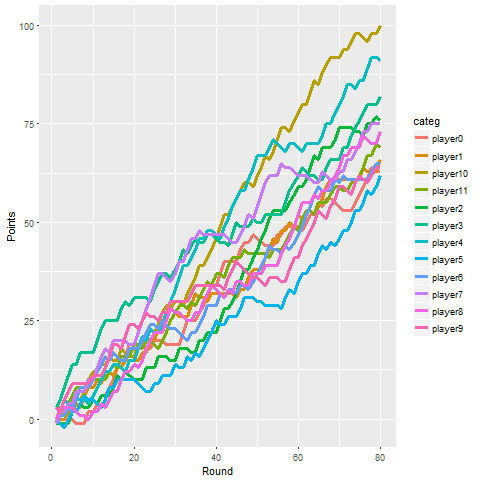 100
75
50
25
0
0
20
40
60
80
Round
Points
categ
player0
player1
player10
player11
player2
player3
player4
player5
player6
player7
player8
player9